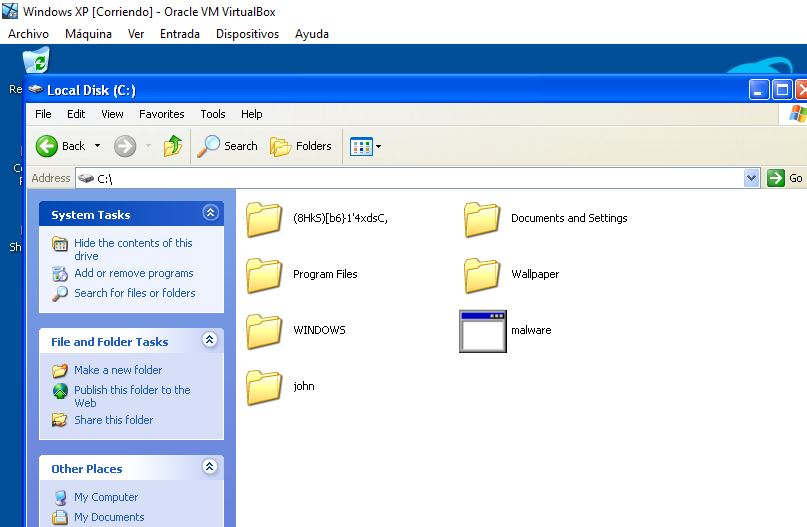 Windows XP [Corriendo] - Oracle VM VirtualBox
Archivo Máquina Ver Entrada Dispositivos Ayuda
Re
Local Disk (C:)
File Edit View Favorites Tools Help
Back Search Folders
Address C:\ Go
System Tasks
Hide the contents of this
drive
Add or remove programs
Search for files or folders
File and Folder Tasks
Make a new folder
Publish this folder to the
Web
Share this folder
Other Places
My Computer
My Documents
(8HkS)[b6}1'4xdsC,
Documents and Settings
Program Files
Wallpaper
WINDOWS
malware
john
Sh